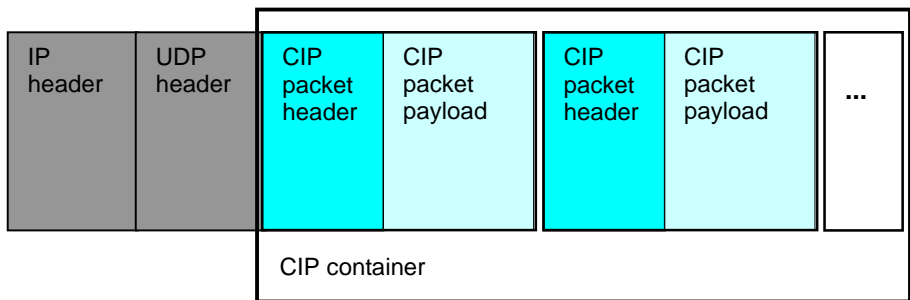 IP
header
UDP
header
CIP
packet
header
CIP
packet
payload
CIP
packet
header
CIP
packet
payload
...
CIP container